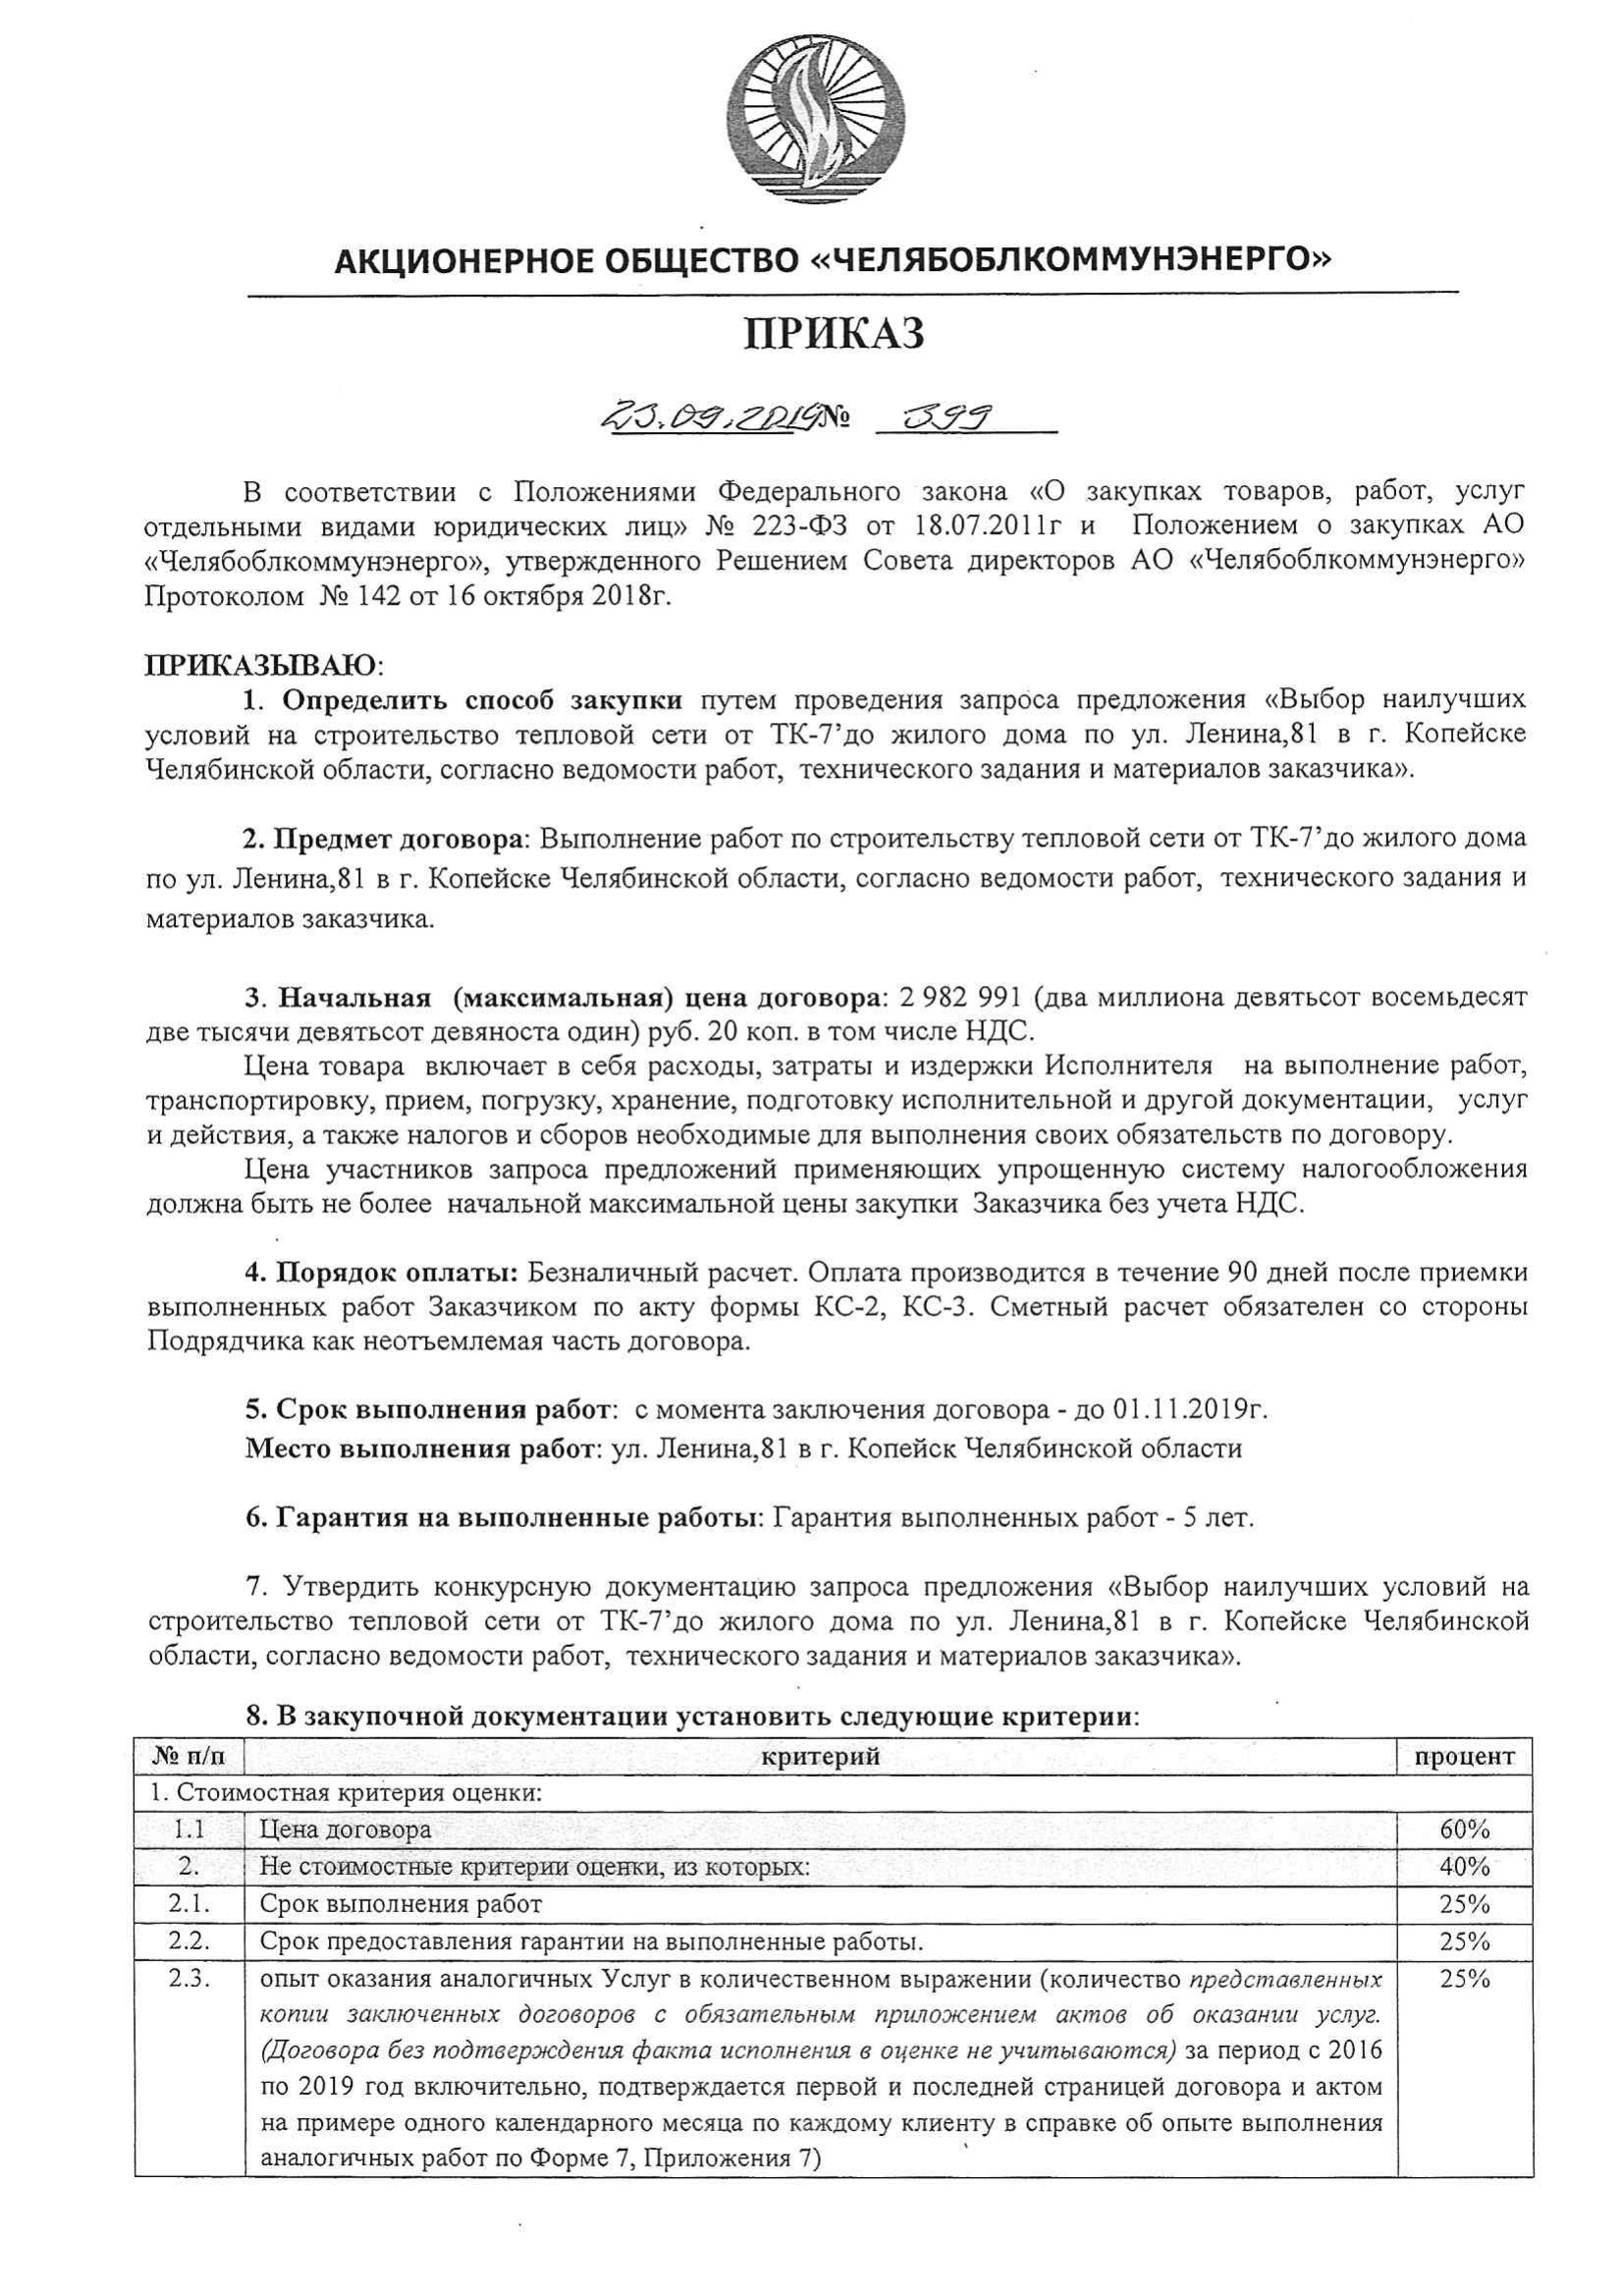 АКЦИОНЕРНОЕ ОБЩЕСТВО «ЧЕЛЯБОБЛКОММУНЭНЕРГО»
ПРИКАЗ
23.09.2019 № 399
В соответствии с Положениями Федерального закона «О закупках товаров, работ, услуг
отдельными видами юридических лиц» № 223-ФЗ от 18.07.2011г и Положением о закупках АО
«Челябоблкоммунэнерго», утвержденного Решением Совета директоров АО «Челябоблкоммунэнерго»
Протоколом № 142 от 16 октября 2018г.
ПРИКАЗЫВАЮ:
1. Определить способ закупки путем проведения запроса предложения «Выбор наилучших
условий на строительство тепловой сети от ТК-7’до жилого дома по ул. Ленина,81 в г. Копейске
Челябинской области, согласно ведомости работ, технического задания и материалов заказчика».
2. Предмет договора: Выполнение работ по строительству тепловой сети от ТК-7’до жилого дома
по ул. Ленина,81 в г. Копейске Челябинской области, согласно ведомости работ, технического задания и
материалов заказчика.
3. Начальная (максимальная) цена договора: 2 982 991 (два миллиона девятьсот восемьдесят
две тысячи девятьсот девяноста один) руб. 20 коп. в том числе НДС.
Цена товара включает в себя расходы, затраты и издержки Исполнителя на выполнение работ,
транспортировку, прием, погрузку, хранение, подготовку исполнительной и другой документации, услуг
и действия, а также налогов и сборов необходимые для выполнения своих обязательств по договору.
Цена участников запроса предложений применяющих упрощенную систему налогообложения
должна быть не более начальной максимальной цены закупки Заказчика без учета НДС.
4. Порядок оплаты: Безналичный расчет. Оплата производится в течение 90 дней после приемки
выполненных работ Заказчиком по акту формы КС-2, КС-3. Сметный расчет обязателен со стороны
Подрядчика как неотъемлемая часть договора.
5. Срок выполнения работ: с момента заключения договора - до 01.11.2019г.
Место выполнения работ: ул. Ленина,81 в г. Копейск Челябинской области
6. Гарантия на выполненные работы: Гарантия выполненных работ - 5 лет.
7. Утвердить конкурсную документацию запроса предложения «Выбор наилучших условий на
строительство тепловой сети от ТК-7’до жилого дома по ул. Ленина,81 в г. Копейске Челябинской
области, согласно ведомости работ, технического задания и материалов заказчика».
8. В закупочной документации установить следующие критерии:
№ п/п критерий процент
1. Стоимостная критерия оценки:
1.1 Цена договора 60%
2. Не стоимостные критерии оценки, из которых: 40%
2.1. Срок выполнения работ 25%
2.2. Срок предоставления гарантии на выполненные работы. 25%
2.3. опыт оказания аналогичных Услуг в количественном выражении (количество представленных 25%
копии заключенных договоров с обязательным приложением актов об оказании услуг.
(Договора без подтверждения факта исполнения в оценке не учитываются) за период с 2016
по 2019 год включительно, подтверждается первой и последней страницей договора и актом
на примере одного календарного месяца по каждому клиенту в справке об опыте выполнения
аналогичных работ по Форме 7, Приложения 7)